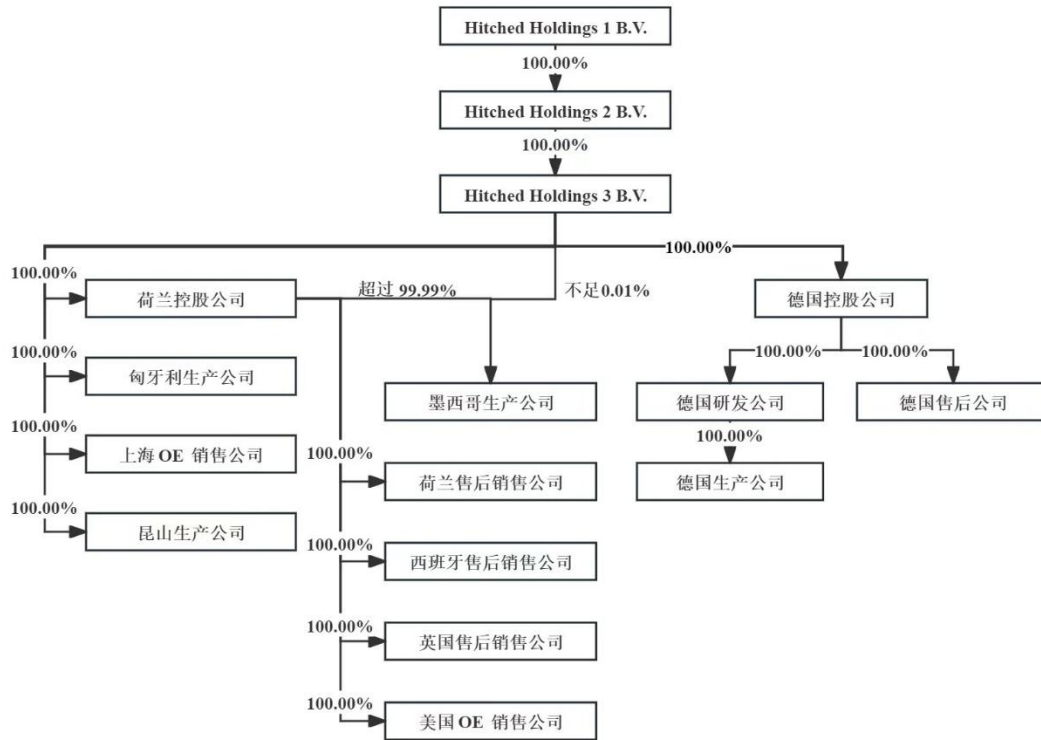 Hitched Holdings 1 B.V.
100.00%
Hitched Holdings 2 B.V.
100.00%
Hitched Holdings 3 B.V.
100.00%
100.00%
荷兰控股公司
超过 99.99%
不足0.01%
德国控股公司
100.00%
匈牙利生产公司
100.00%
100.00%
墨西哥生产公司
德国研发公司
德国售后公司
100.00%
上海 OE 销售公司
100.00%
荷兰售后销售公司
100.00%
德国生产公司
100.00%
昆山生产公司
100.00%
西班牙售后销售公司
100.00%
英国售后销售公司
100.00%
美国 OE 销售公司